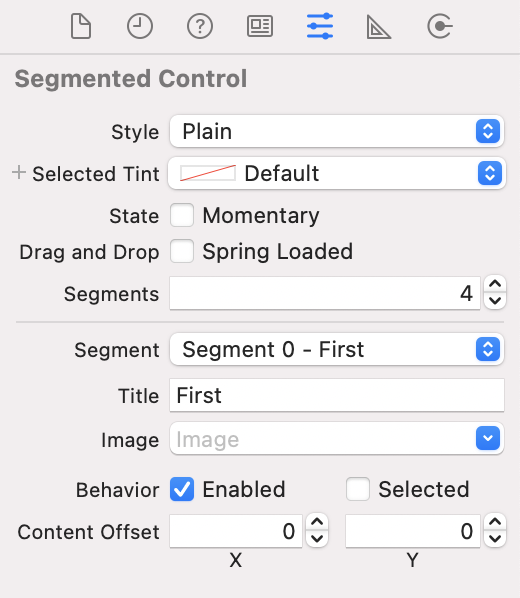 Segmented Control
Style Plain
Selected Tint Default
State Momentary
Drag and Drop Spring Loaded
Segments 4
Segment Segment 0 - First
Title First
Image Image
Behavior Enabled Selected
Content Offset 0 0
X Y